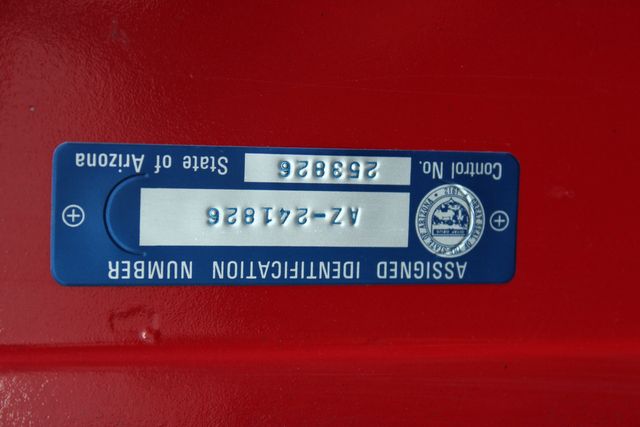 ASSIGNED IDENTIFICATION NUMBER
AZ-241826
Control No. 253826 State of Arizona